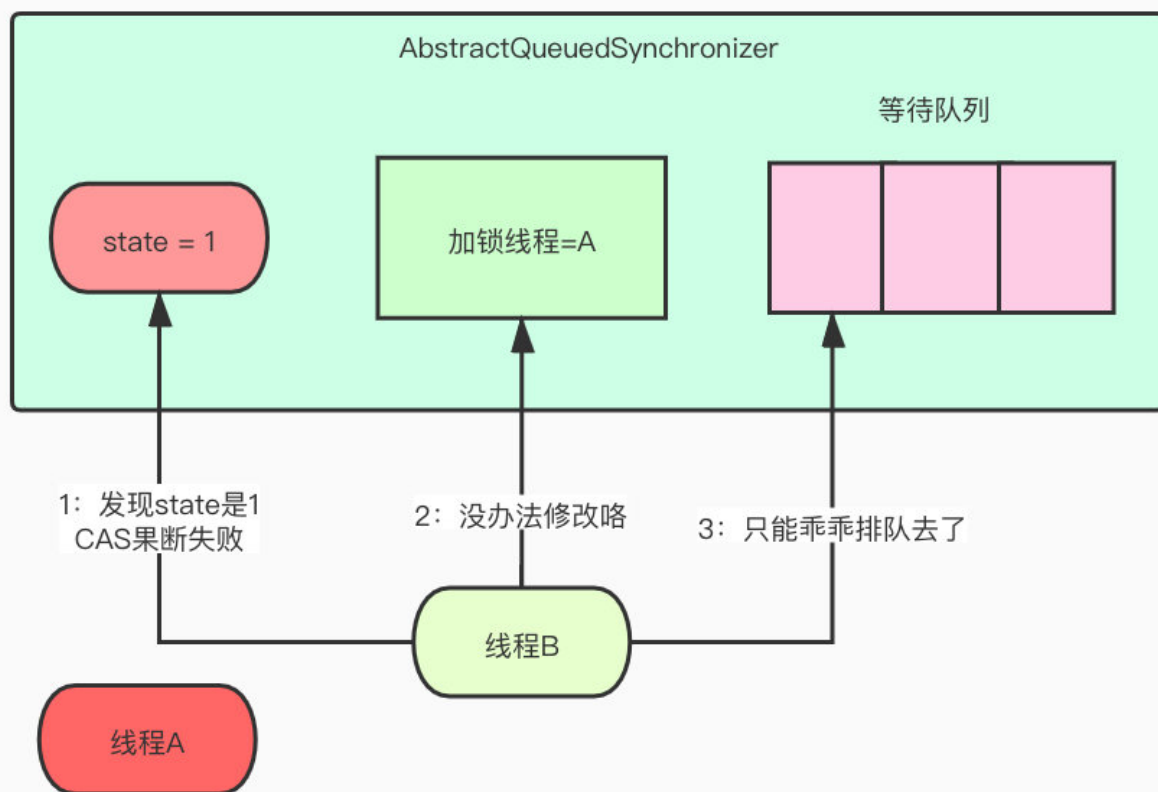 AbstractQueuedSynchronizer
等待队列
state = 1
加锁线程=A
1：发现state是1
CAS果断失败
2：没办法修改咯
3：只能乖乖排队去了
线程B
线程A